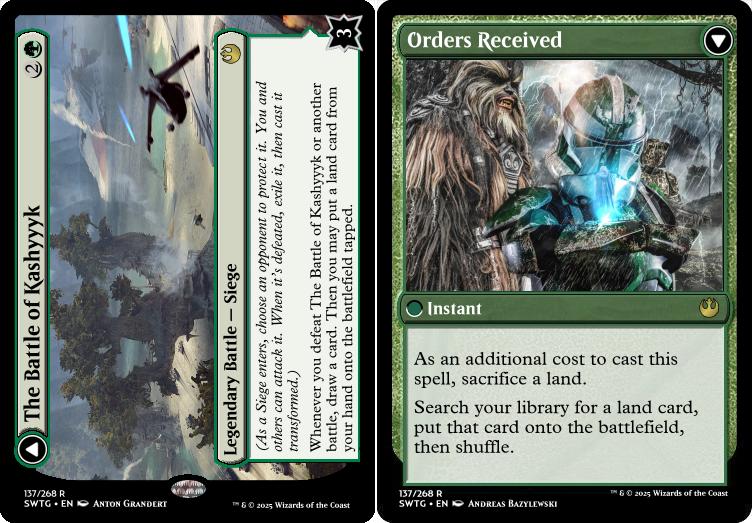 The Battle of Kashyyyk
2
Legendary Battle – Siege
(As a Siege enters, choose an opponent to protect it. You and
others can attack it. When it's defeated, exile it, then cast it
transformed.)
Whenever you defeat The Battle of Kashyyyk or another
battle, draw a card. Then you may put a land card from
your hand onto the battlefield tapped.
3
137/268 R
SWTG • EN Anton Grandert
™ & © 2025 Wizards of the Coast
Orders Received
Instant
As an additional cost to cast this
spell, sacrifice a land.
Search your library for a land card,
put that card onto the battlefield,
then shuffle.
137/268 R
SWTG • EN Andreas Bazylewski
™ & © 2025 Wizards of the Coast